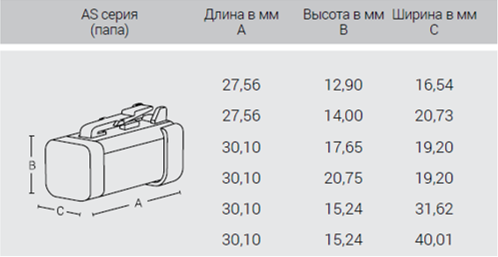 AS серия Длина в мм Высота в мм Ширина в мм
(папа) A B C
27,56 12,90 16,54
27,56 14,00 20,73
30,10 17,65 19,20
B 30,10 20,75 19,20
C A 30,10 15,24 31,62
30,10 15,24 40,01